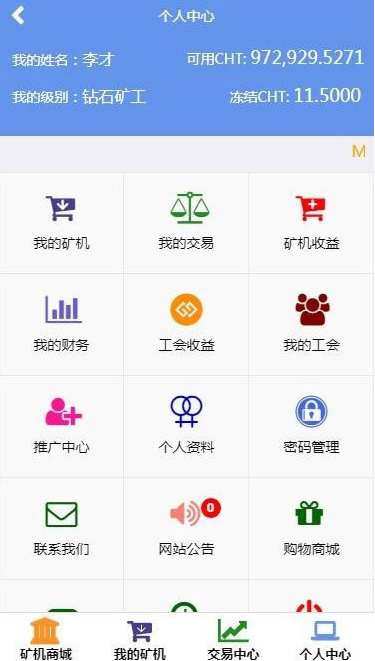 个人中心
我的姓名：李才 可用CHT: 972,929.5271
我的级别：钻石矿工 冻结CHT: 11.5000
M
我的矿机 我的交易 矿机收益
我的财务 工会收益 我的工会
推广中心 个人资料 密码管理
0
联系我们 网站公告 购物商城
矿机商城 我的矿机 交易中心 个人中心